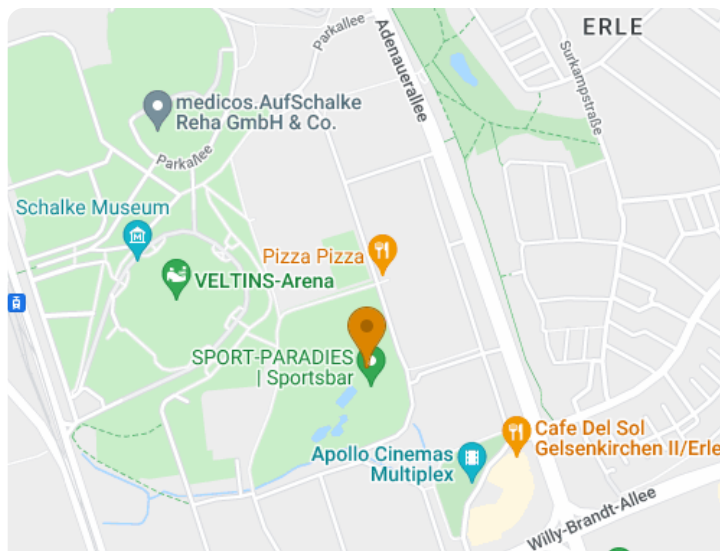 ERLE
Parkallee
Adenauerallee
Surkampstraße
medicos.AufSchalke
Reha GmbH & Co.
Parkallee
Schalke Museum
Pizza Pizza
VELTINS-Arena
SPORT-PARADIES
| Sportsbar
Cafe Del Sol
Gelsenkirchen II/Erle
Apollo Cinemas
Multiplex
Willy-Brandt-Allee